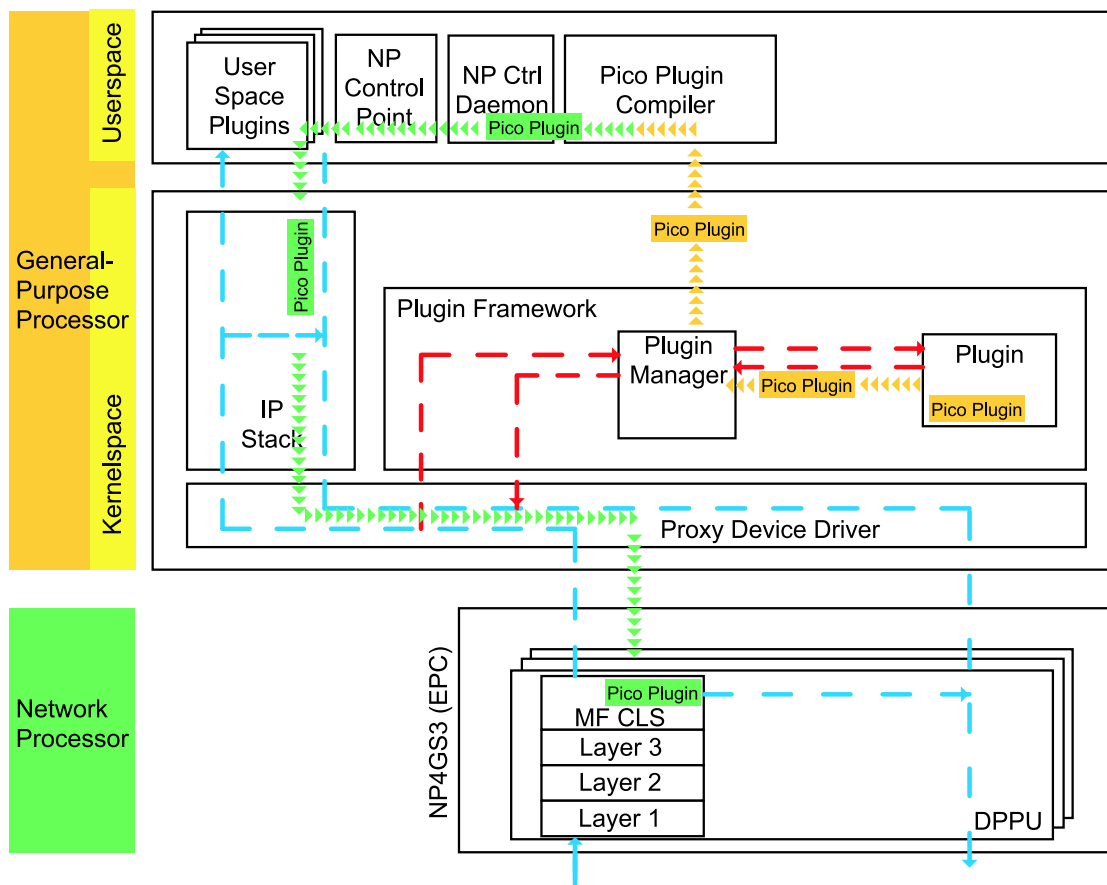 Userspace
User
Space
Plugins
NP
Control
Point
NP Ctrl
Daemon
Pico Plugin
Compiler
Pico Plugin
General-
Purpose
Processor
Kernelspace
Pico Plugin
IP
Stack
Pico Plugin
Plugin Framework
Plugin
Manager
Pico Plugin
Plugin
Pico Plugin
Proxy Device Driver
Network
Processor
NP4GS3 (EPC)
Pico Plugin
MF CLS
Layer 3
Layer 2
Layer 1
DPPU